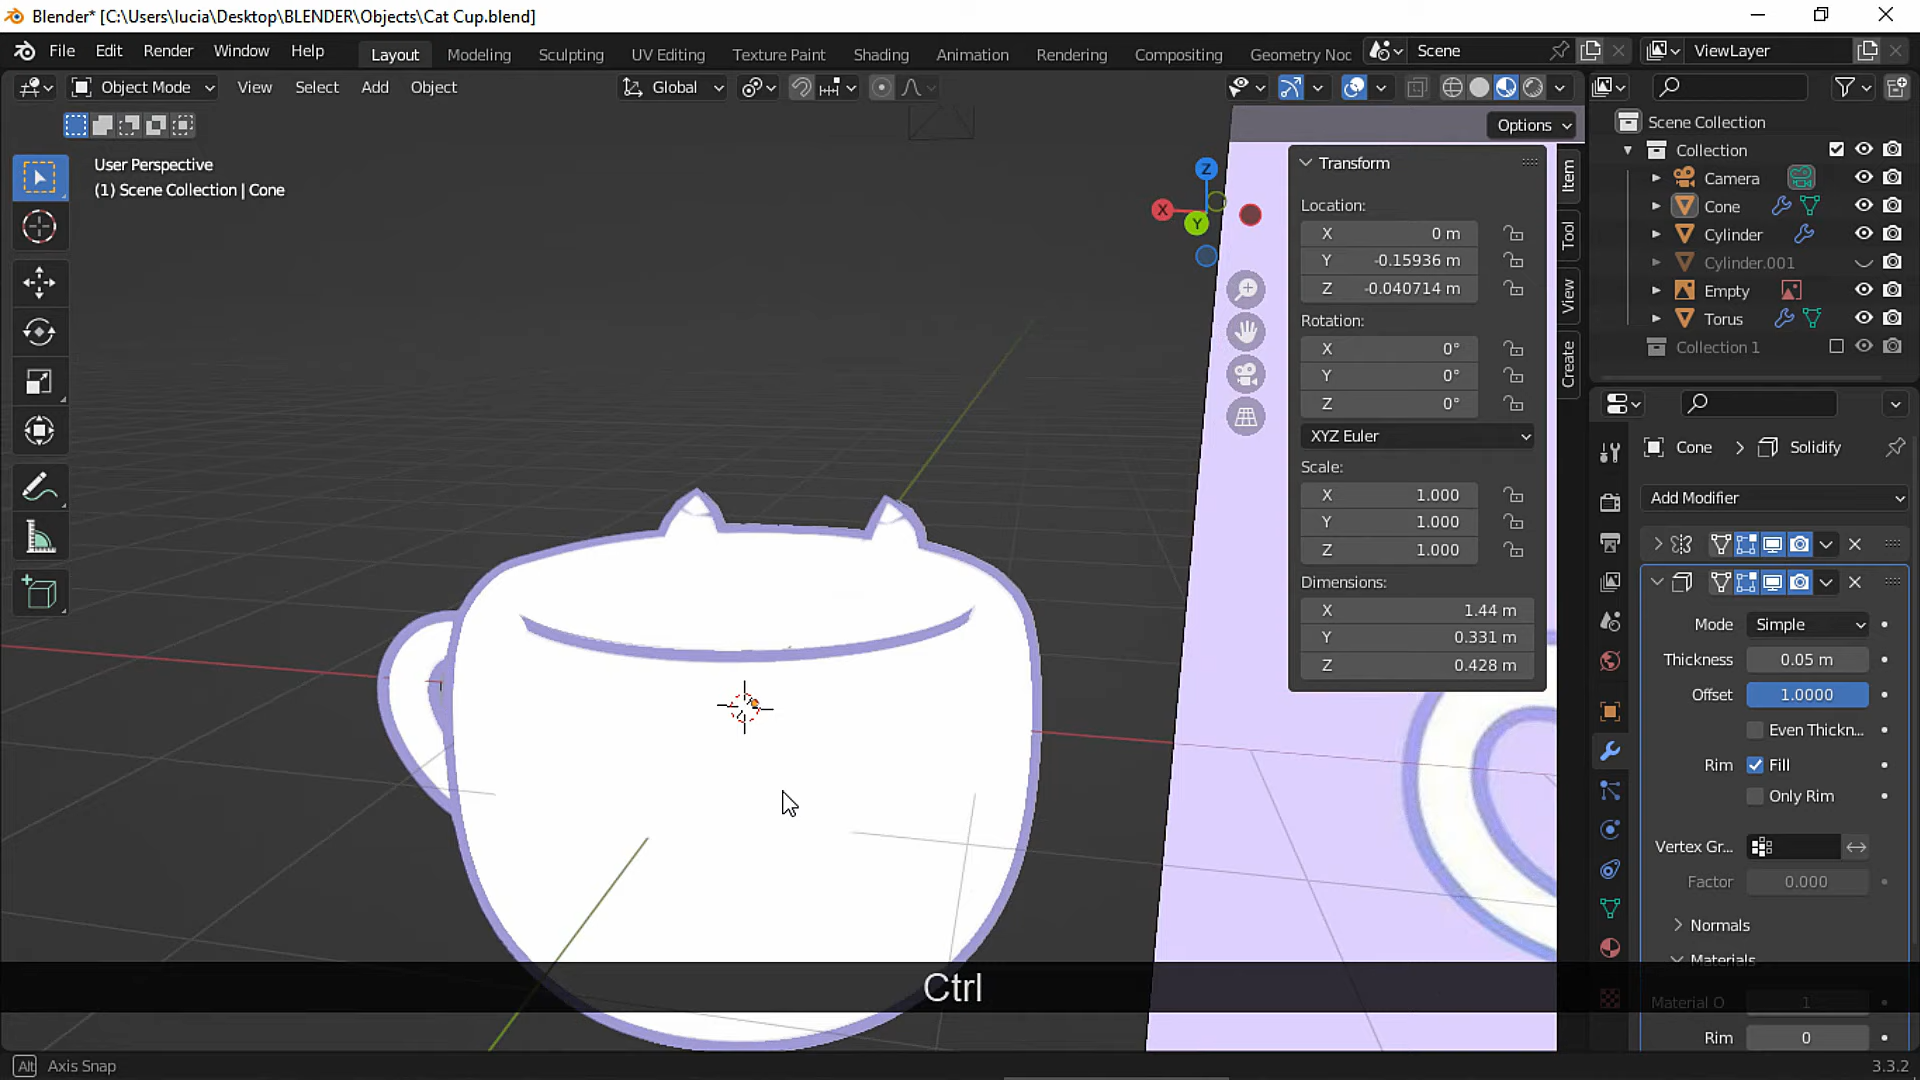 Blender* [C:\Users\lucia\Desktop\BLENDER\Objects\Cat Cup.blend]
File Edit Render Window Help Layout Modeling Sculpting UV Editing Texture Paint Shading Animation Rendering Compositing Geometry Noc Scene ViewLayer
Object Mode View Select Add Object Global
Options
User Perspective
(1) Scene Collection | Cone
Z
X
Y
Transform
Location:
X 0 m
Y -0.15936 m
Z -0.040714 m
Rotation:
X 0°
Y 0°
Z 0°
XYZ Euler
Scale:
X 1.000
Y 1.000
Z 1.000
Dimensions:
X 1.44 m
Y 0.331 m
Z 0.428 m
Item
Tool
View
Create
Scene Collection
Collection
Camera
Cone
Cylinder
Cylinder.001
Empty
Torus
Collection 1
Cone > Solidify
Add Modifier
Mode Simple
Thickness 0.05 m
Offset 1.0000
Even Thickn...
Rim Fill
Only Rim
Vertex Gr...
Factor 0.000
Normals
Materials
Material O 1
Rim 0
Ctrl
Alt Axis Snap
3.3.2